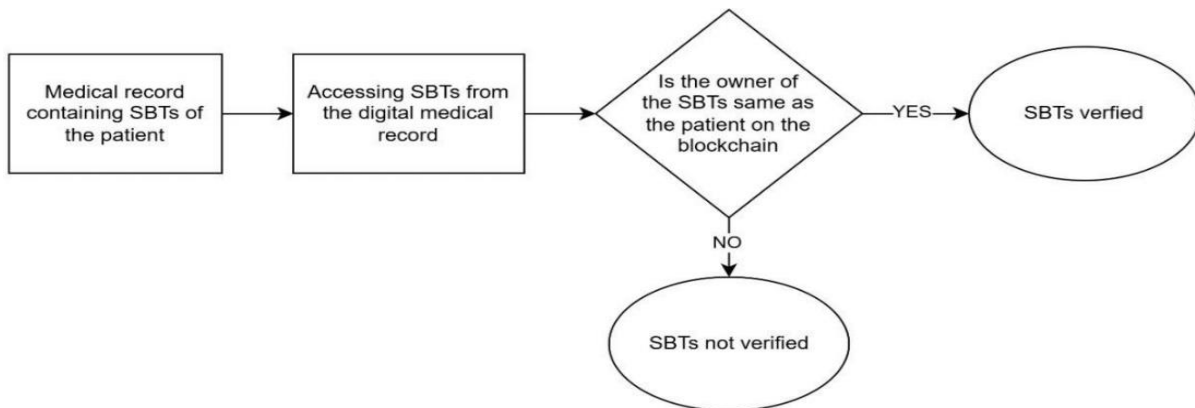 Medical record
containing SBTs of
the patient
Accessing SBTs from
the digital medical
record
Is the owner of
the SBTs same as
the patient on the
blockchain
YES
SBTs verfied
NO
SBTs not verified